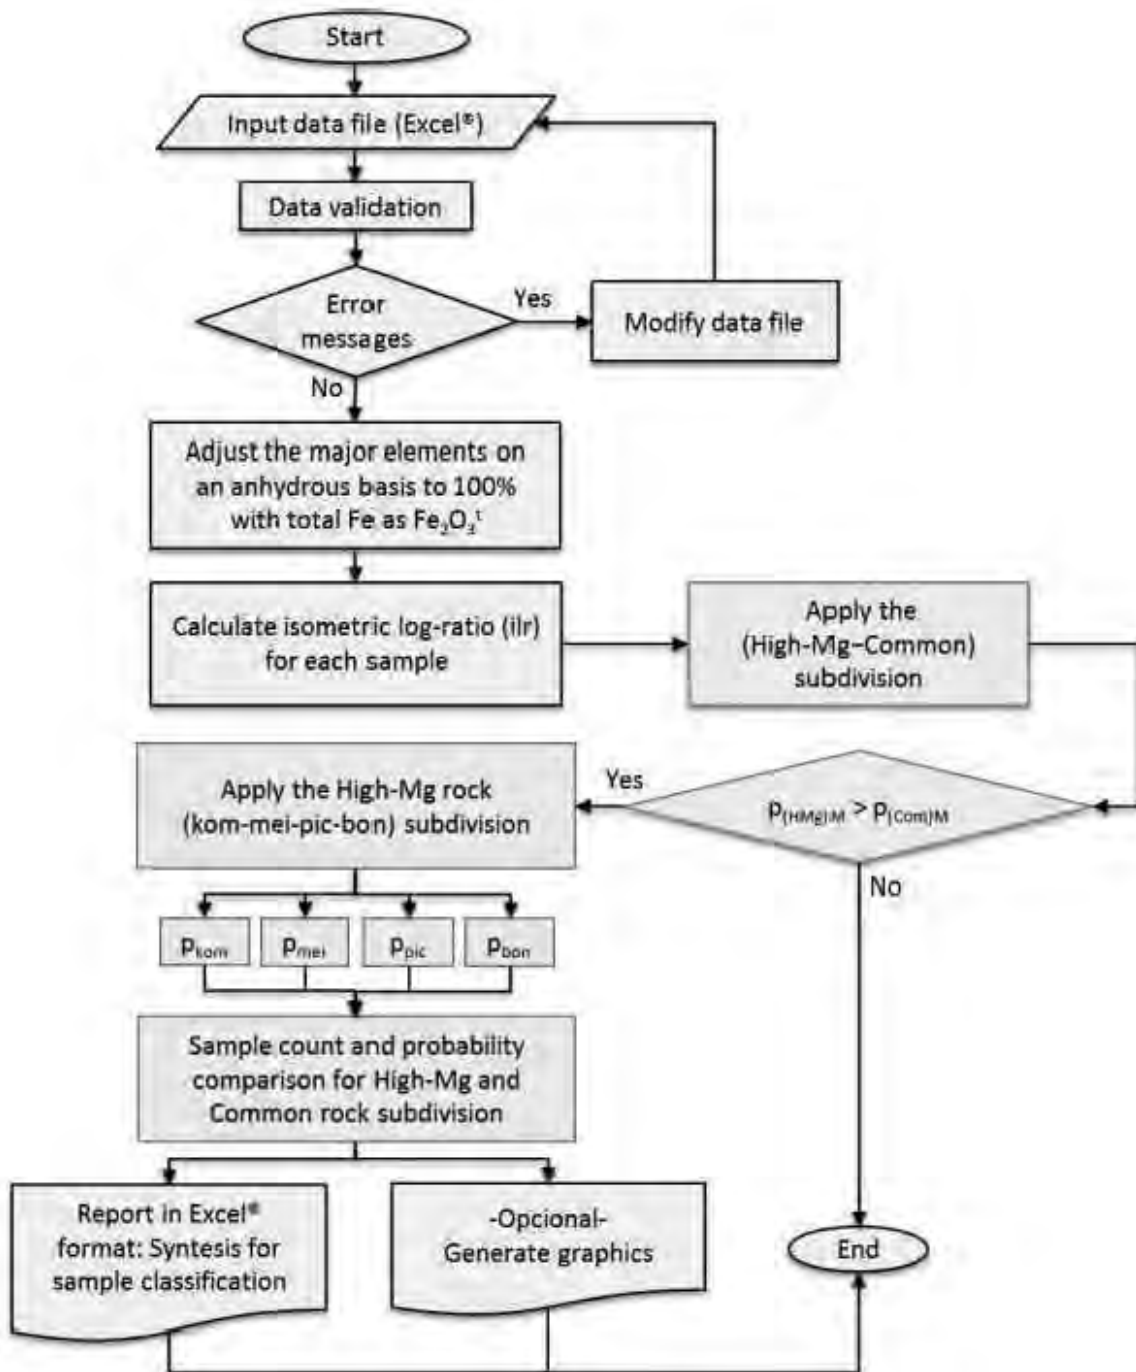 Start
Input data file (Excel®)
Data validation
Error
messages
Yes
Modify data file
No
Adjust the major elements on
an anhydrous basis to 100%
with total Fe as Fe₂O₃ᵗ
Calculate isometric log-ratio (ilr)
for each sample
Apply the
(High-Mg–Common)
subdivision
Apply the High-Mg rock
(kom-mei-pic-bon) subdivision
Yes
p(HMg)M > p(Com)M
No
pkom
pmei
ppic
pbon
Sample count and probability
comparison for High-Mg and
Common rock subdivision
Report in Excel®
format: Syntesis for
sample classification
-Opcional-
Generate graphics
End